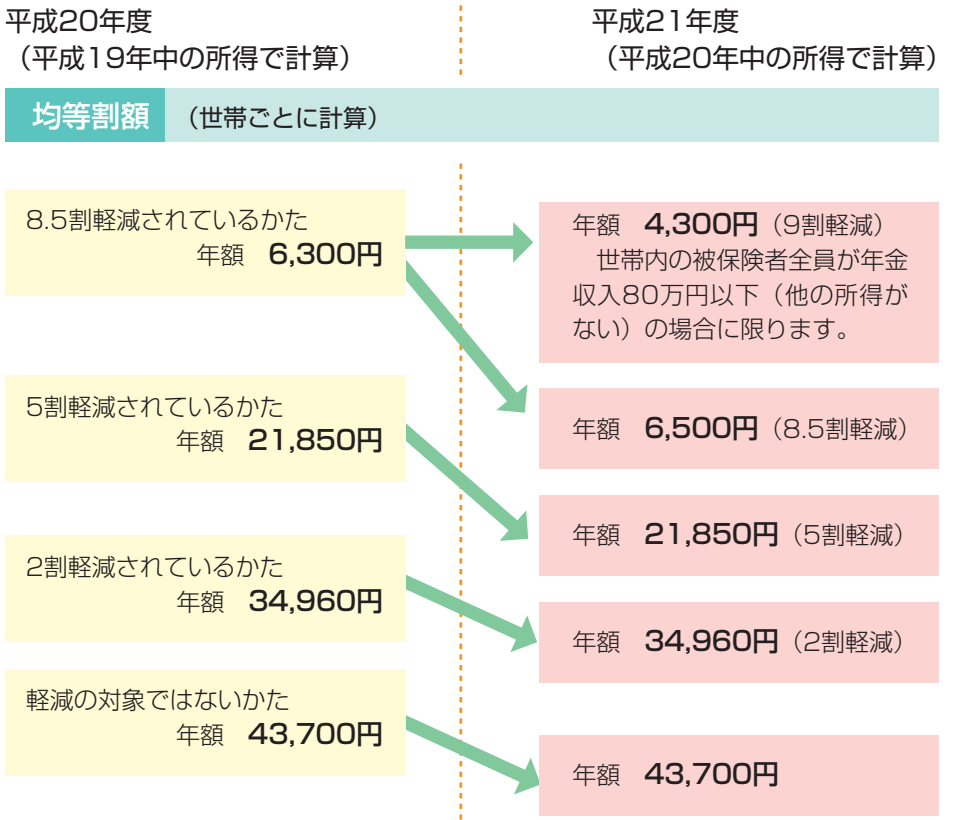 平成20年度
（平成19年中の所得で計算）
平成21年度
（平成20年中の所得で計算）
均等割額 （世帯ごとに計算）
8.5割軽減されているかた
年額 6,300円
5割軽減されているかた
年額 21,850円
2割軽減されているかた
年額 34,960円
軽減の対象ではないかた
年額 43,700円
年額 4,300円（9割軽減）
世帯内の被保険者全員が年金
収入80万円以下（他の所得が
ない）の場合に限ります。
年額 6,500円（8.5割軽減）
年額 21,850円（5割軽減）
年額 34,960円（2割軽減）
年額 43,700円